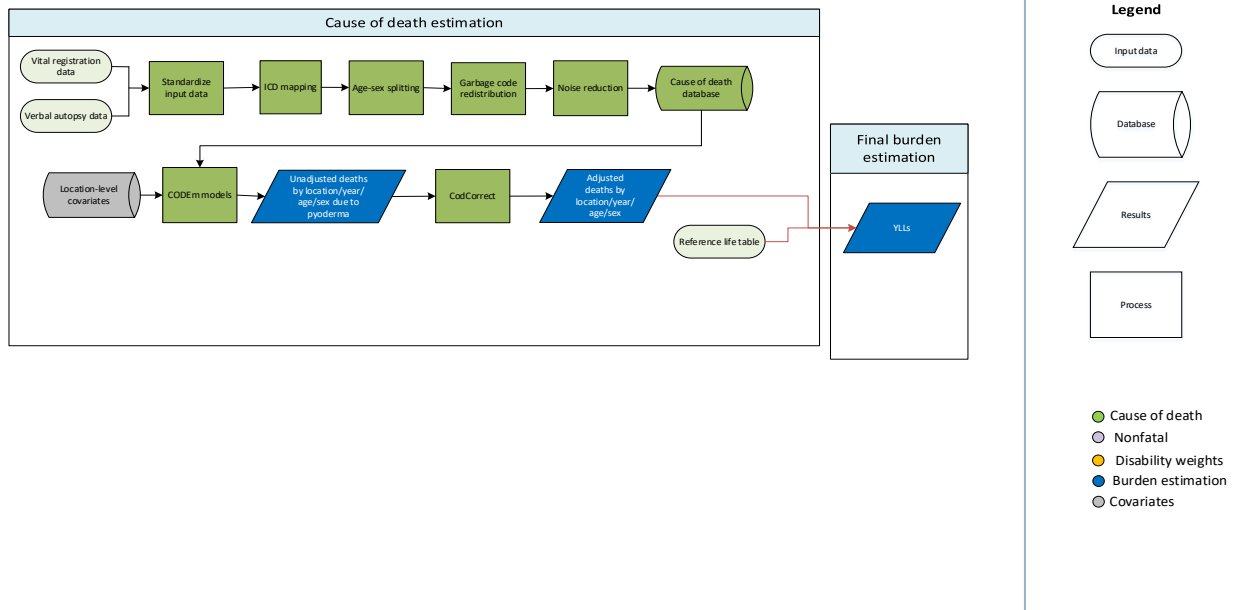 Cause of death estimation
Vital registration
data
Verbal autopsy data
Standardize
input data
ICD mapping
Age-sex splitting
Garbage code
redistribution
Noise reduction
Cause of death
database
Location-level
covariates
CODEm models
Unadjusted deaths
by location/year/
age/sex due to
pyoderma
CodCorrect
Adjusted
deaths by
location/year/
age/sex
Reference life table
Final burden
estimation
YLLs
Legend
Input data
Database
Results
Process
Cause of death
Nonfatal
Disability weights
Burden estimation
Covariates